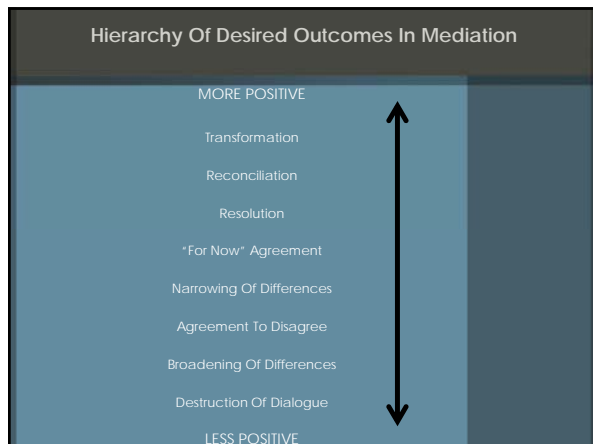 Hierarchy Of Desired Outcomes In Mediation
MORE POSITIVE
Transformation
Reconciliation
Resolution
“For Now” Agreement
Narrowing Of Differences
Agreement To Disagree
Broadening Of Differences
Destruction Of Dialogue
LESS POSITIVE